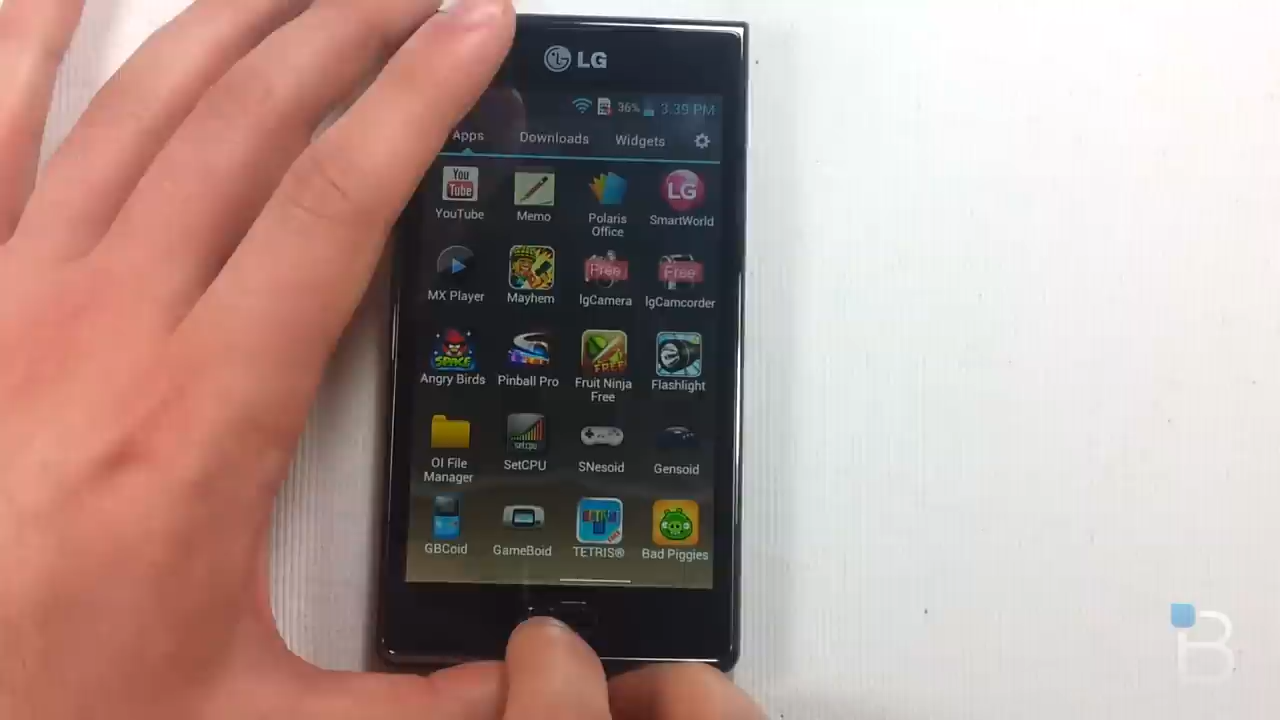 LG
36% 3:39 PM
Apps Downloads Widgets
You
Tube
LG
YouTube Memo Polaris
Office SmartWorld
Free Free
MX Player Mayhem lgCamera lgCamcorder
SPACE
FREE
Angry Birds Pinball Pro Fruit Ninja
Free Flashlight
setcpu
OI File
Manager SetCPU SNesoid Gensoid
GBCoid GameBoid TETRIS® Bad Piggies
B